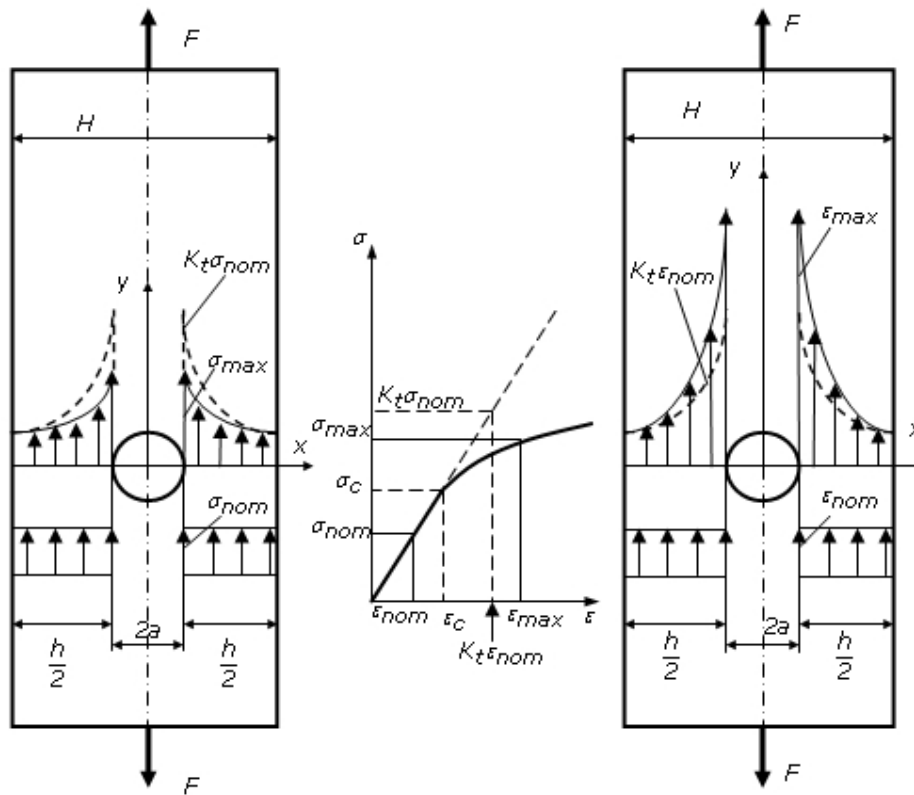 F
H
K_tσ_nom
y
σ_max
x
σ_nom
h/2
2a
h/2
F
σ
K_tσ_nom
σ_max
σ_c
σ_nom
ε_nom
ε_c
ε_max
ε
K_tε_nom
F
H
y
ε_max
K_tε_nom
x
ε_nom
h/2
2a
h/2
F